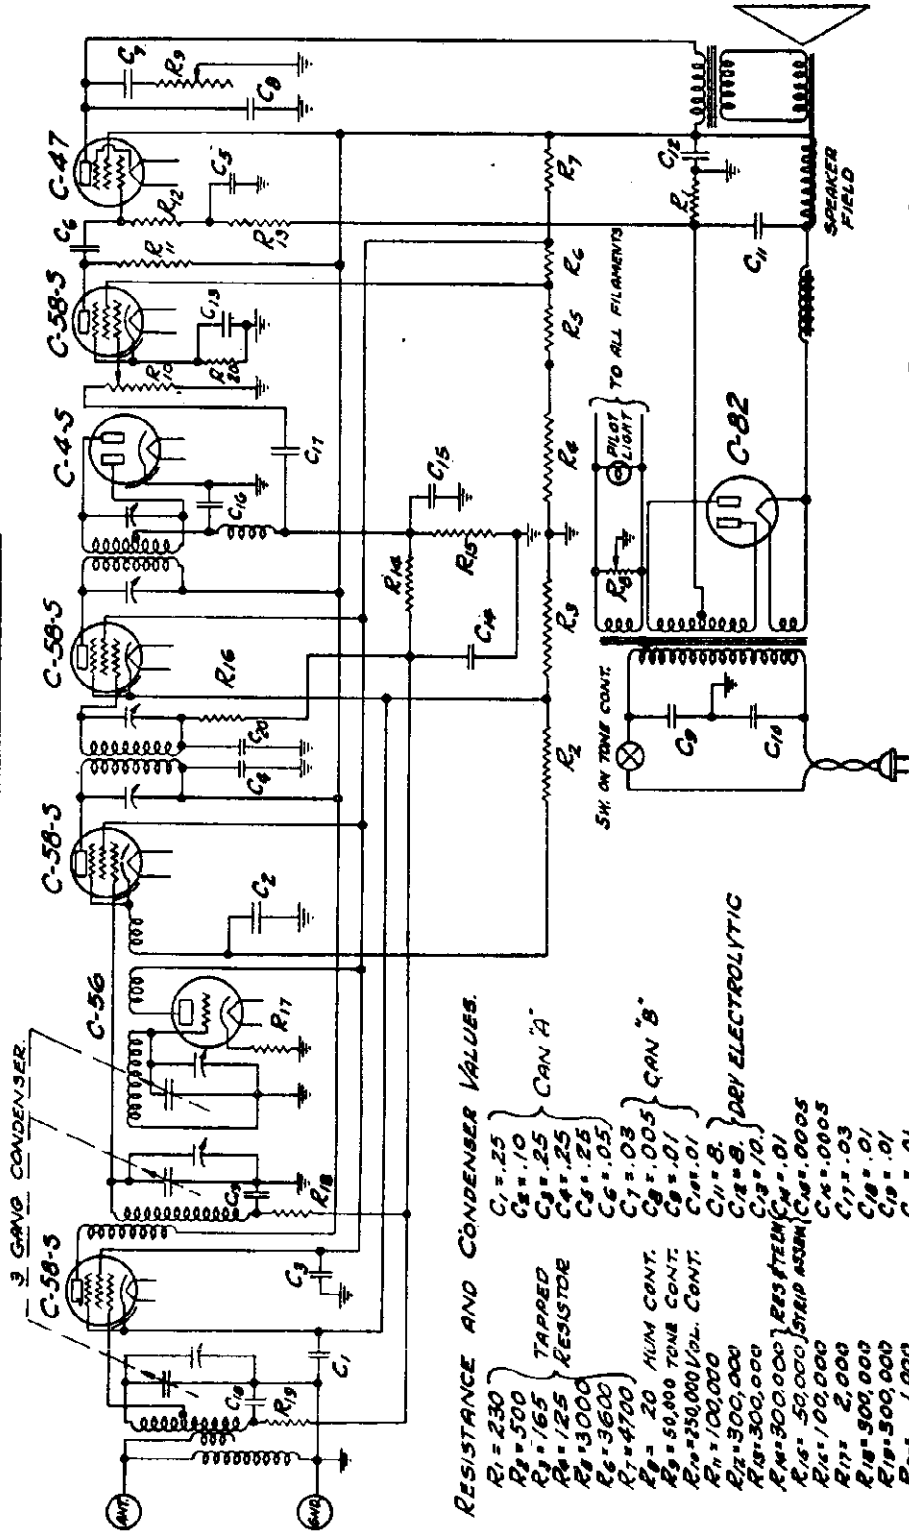 3 GANG CONDENSER
C-58-S
C-56
C-58-S
C-58-S
C-4-S
C-58-S
C-47
ANT.
GND.
C18
R19
C1
C3
R18
R17
C2
C4
C20
R16
C14
R14
R15
C15
C16
C17
R10
R20
C13
R11
C6
R12
R13
C5
C8
C7
R9
R2
R3
R4
R5
R6
R7
SW. ON TONE CONT.
C9
C10
R8
PILOT LIGHT
TO ALL FILAMENTS
C-82
R1
C12
C11
SPEAKER
FIELD
RESISTANCE AND CONDENSER VALUES.
R1 = 230
R2 = 500
R3 = 165
R4 = 125
R5 = 3000
R6 = 3600
R7 = 4700
TAPPED
RESISTOR
R8 = 20 HUM CONT.
R9 = 50,000 TONE CONT.
R10 = 250,000 VOL. CONT.
R11 = 100,000
R12 = 300,000
R13 = 300,000
R14 = 300,000
R15 = 50,000
RES & TERM
STRIP ASSEM
R16 = 100,000
R17 = 2,000
R18 = 300,000
R19 = 300,000
C1 = .25
C2 = .10
C3 = .25
C4 = .25
C5 = .25
C6 = .05
CAN "A"
C7 = .03
C8 = .005
C9 = .01
C10 = .01
CAN "B"
C11 = 8.
C12 = 8.
C13 = 10.
DRY ELECTROLYTIC
C14 = .01
C15 = .0005
C16 = .0005
C17 = .03
C18 = .01
C19 = .01